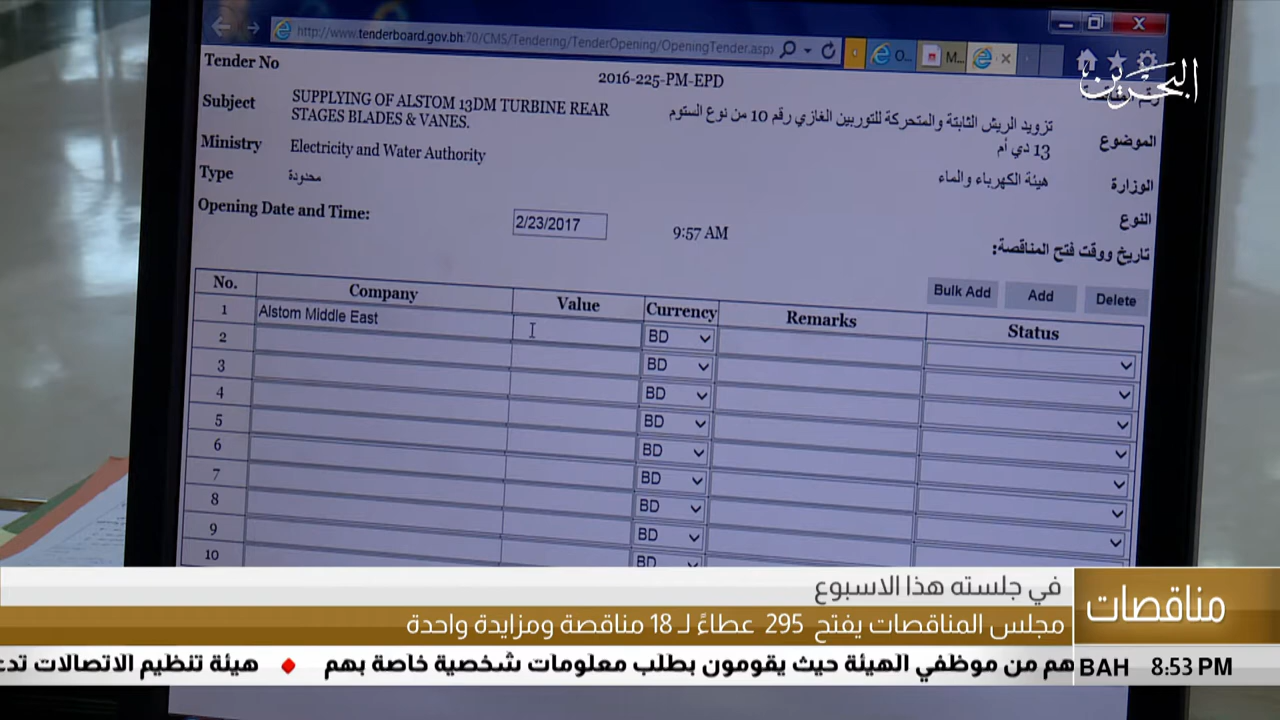 http://www.tenderboard.gov.bh:70/CMS/Tendering/TenderOpening/OpeningTender.asp
O...
M...
البحرين
Tender No
2016-225-PM-EPD
Subject
SUPPLYING OF ALSTOM 13DM TURBINE REAR
STAGES BLADES & VANES.
تزويد الريش الثابتة والمتحركة للتوربين الغازي رقم 10 من نوع الستوم
13 دي أم
الموضوع
Ministry
Electricity and Water Authority
هيئة الكهرباء والماء
الوزارة
Type
محدودة
النوع
Opening Date and Time:
2/23/2017
9:57 AM
تاريخ ووقت فتح المناقصة:
Bulk Add
Add
Delete
No.
Company
Value
Currency
Remarks
Status
1
Alstom Middle East
BD
2
BD
3
BD
4
BD
5
BD
6
BD
7
BD
8
BD
9
BD
10
في جلسته هذا الاسبوع
مناقصات
مجلس المناقصات يفتح 295 عطاءً لـ 18 مناقصة ومزايدة واحدة
هم من موظفي الهيئة حيث يقومون بطلب معلومات شخصية خاصة بهم
هيئة تنظيم الاتصالات تدع
BAH 8:53 PM